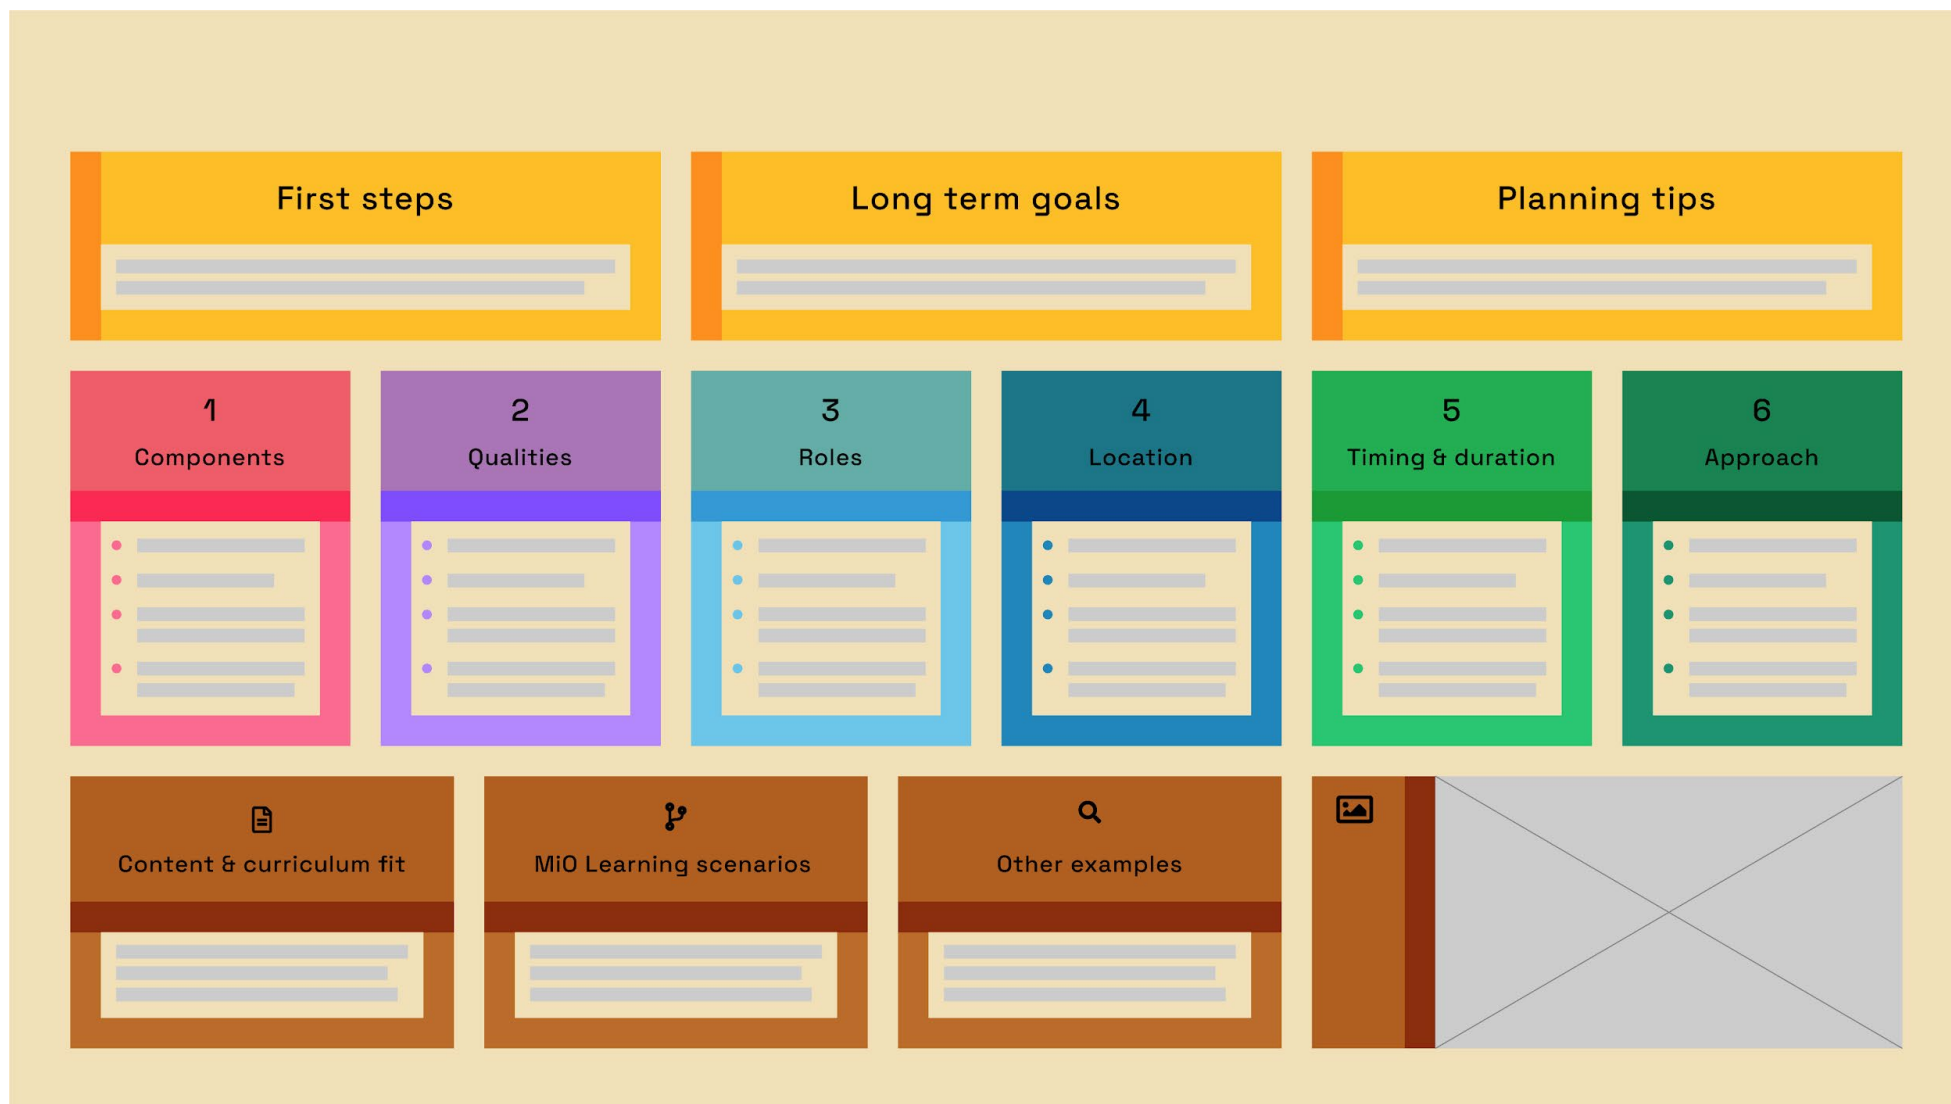 First steps
Long term goals
Planning tips
1
Components
2
Qualities
3
Roles
4
Location
5
Timing & duration
6
Approach
Content & curriculum fit
MiO Learning scenarios
Other examples